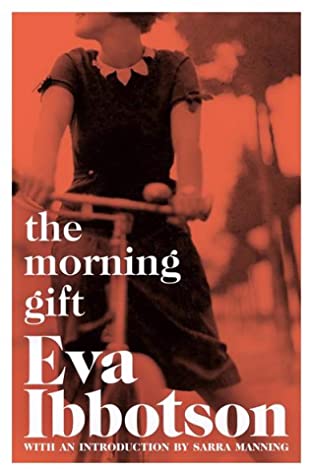 the
morning
gift
Eva
Ibbotson
WITH AN INTRODUCTION BY SARRA MANNING